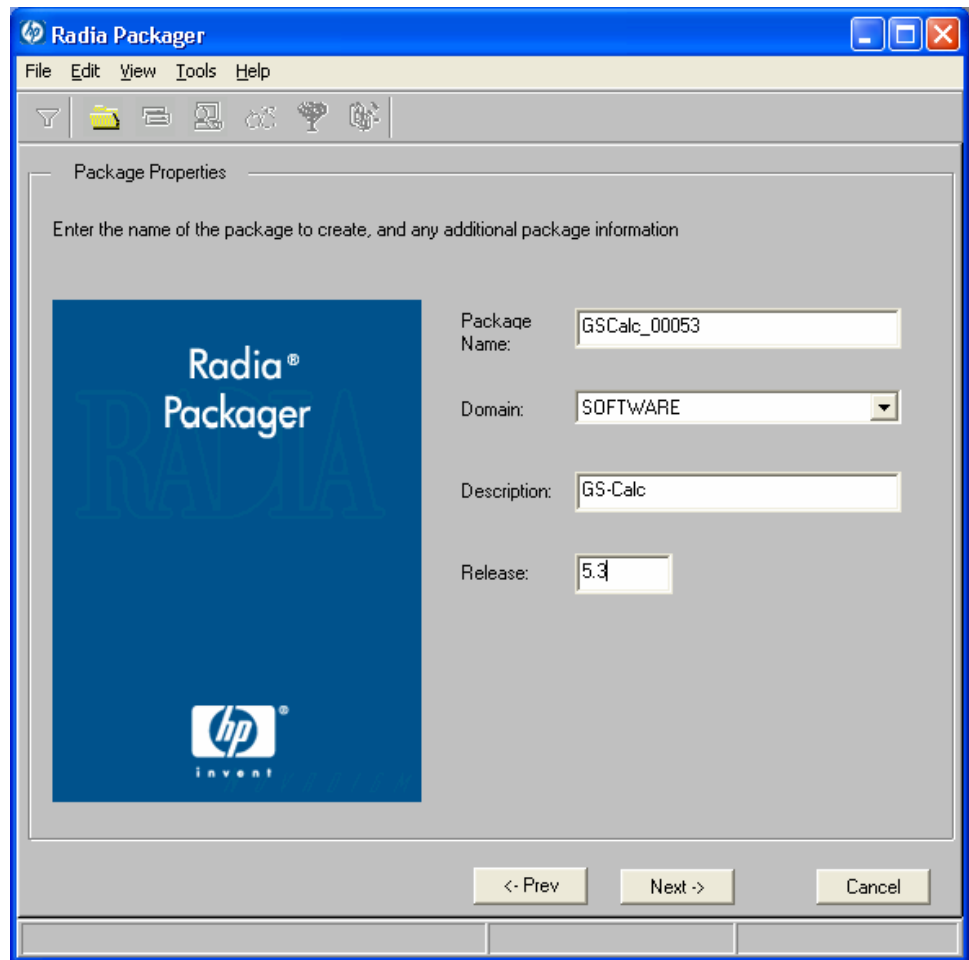 Radia Packager
File Edit View Tools Help
Package Properties
Enter the name of the package to create, and any additional package information
Radia®
Packager
RADIA
hp®
invent
Package
Name:
GSCalc_00053
Domain:
SOFTWARE
Description:
GS-Calc
Release:
5.3
<- Prev
Next ->
Cancel